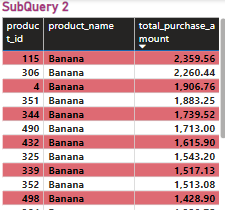 SubQuery 2
product_id product_name total_purchase_amount
115 Banana 2,359.56
306 Banana 2,260.44
4 Banana 1,906.76
351 Banana 1,883.25
344 Banana 1,739.52
490 Banana 1,713.00
432 Banana 1,615.90
325 Banana 1,543.20
339 Banana 1,517.13
352 Banana 1,513.08
498 Banana 1,428.90